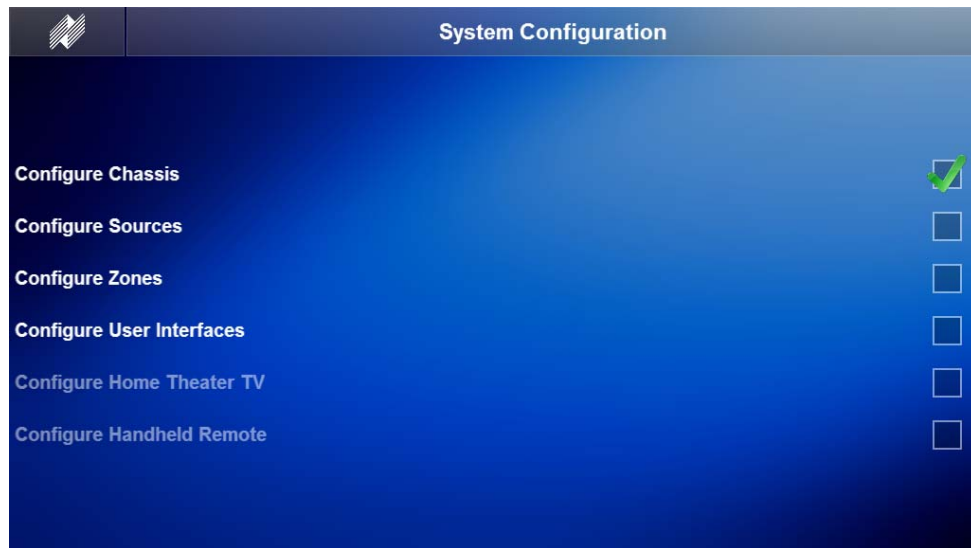 System Configuration
Configure Chassis
Configure Sources
Configure Zones
Configure User Interfaces
Configure Home Theater TV
Configure Handheld Remote